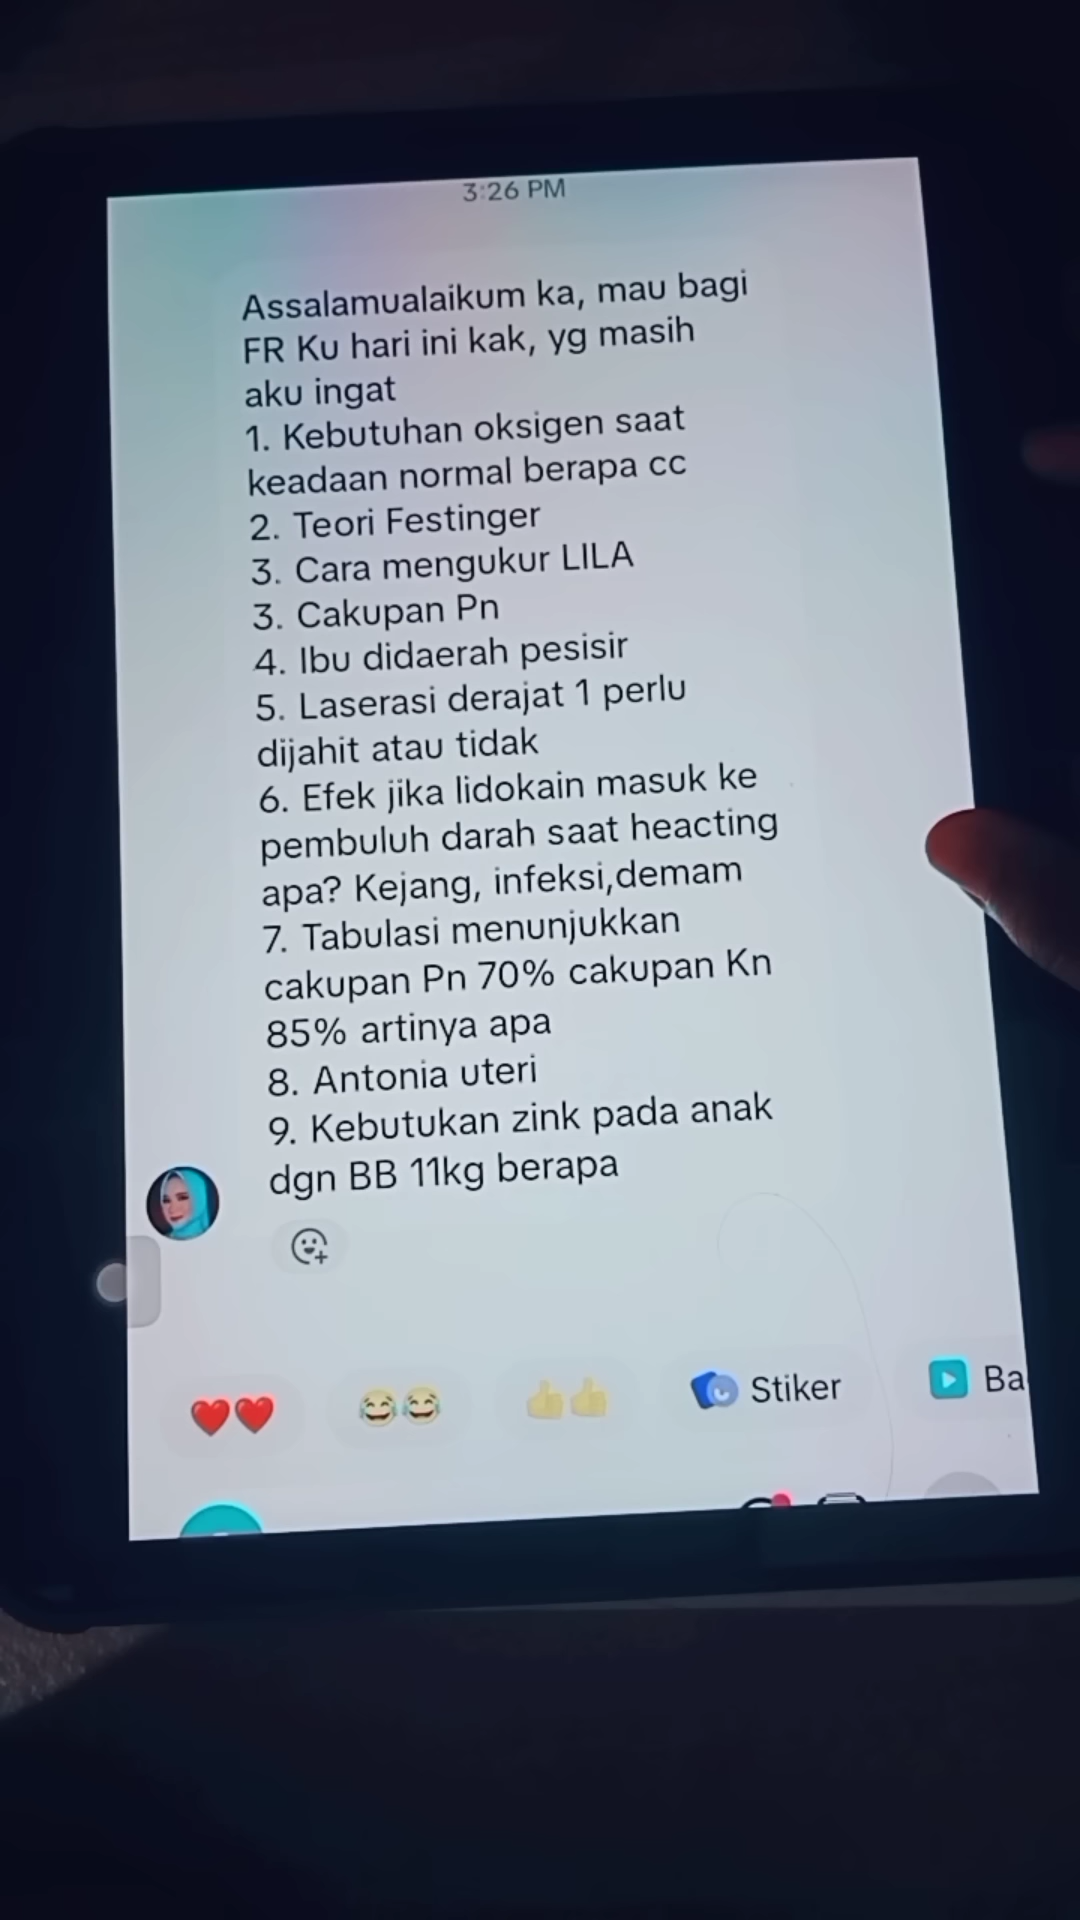 3:26 PM
Assalamualaikum ka, mau bagi
FR Ku hari ini kak, yg masih
aku ingat
1. Kebutuhan oksigen saat
keadaan normal berapa cc
2. Teori Festinger
3. Cara mengukur LILA
3. Cakupan Pn
4. Ibu didaerah pesisir
5. Laserasi derajat 1 perlu
dijahit atau tidak
6. Efek jika lidokain masuk ke
pembuluh darah saat heacting
apa? Kejang, infeksi,demam
7. Tabulasi menunjukkan
cakupan Pn 70% cakupan Kn
85% artinya apa
8. Antonia uteri
9. Kebutukan zink pada anak
dgn BB 11kg berapa
Stiker
Ba